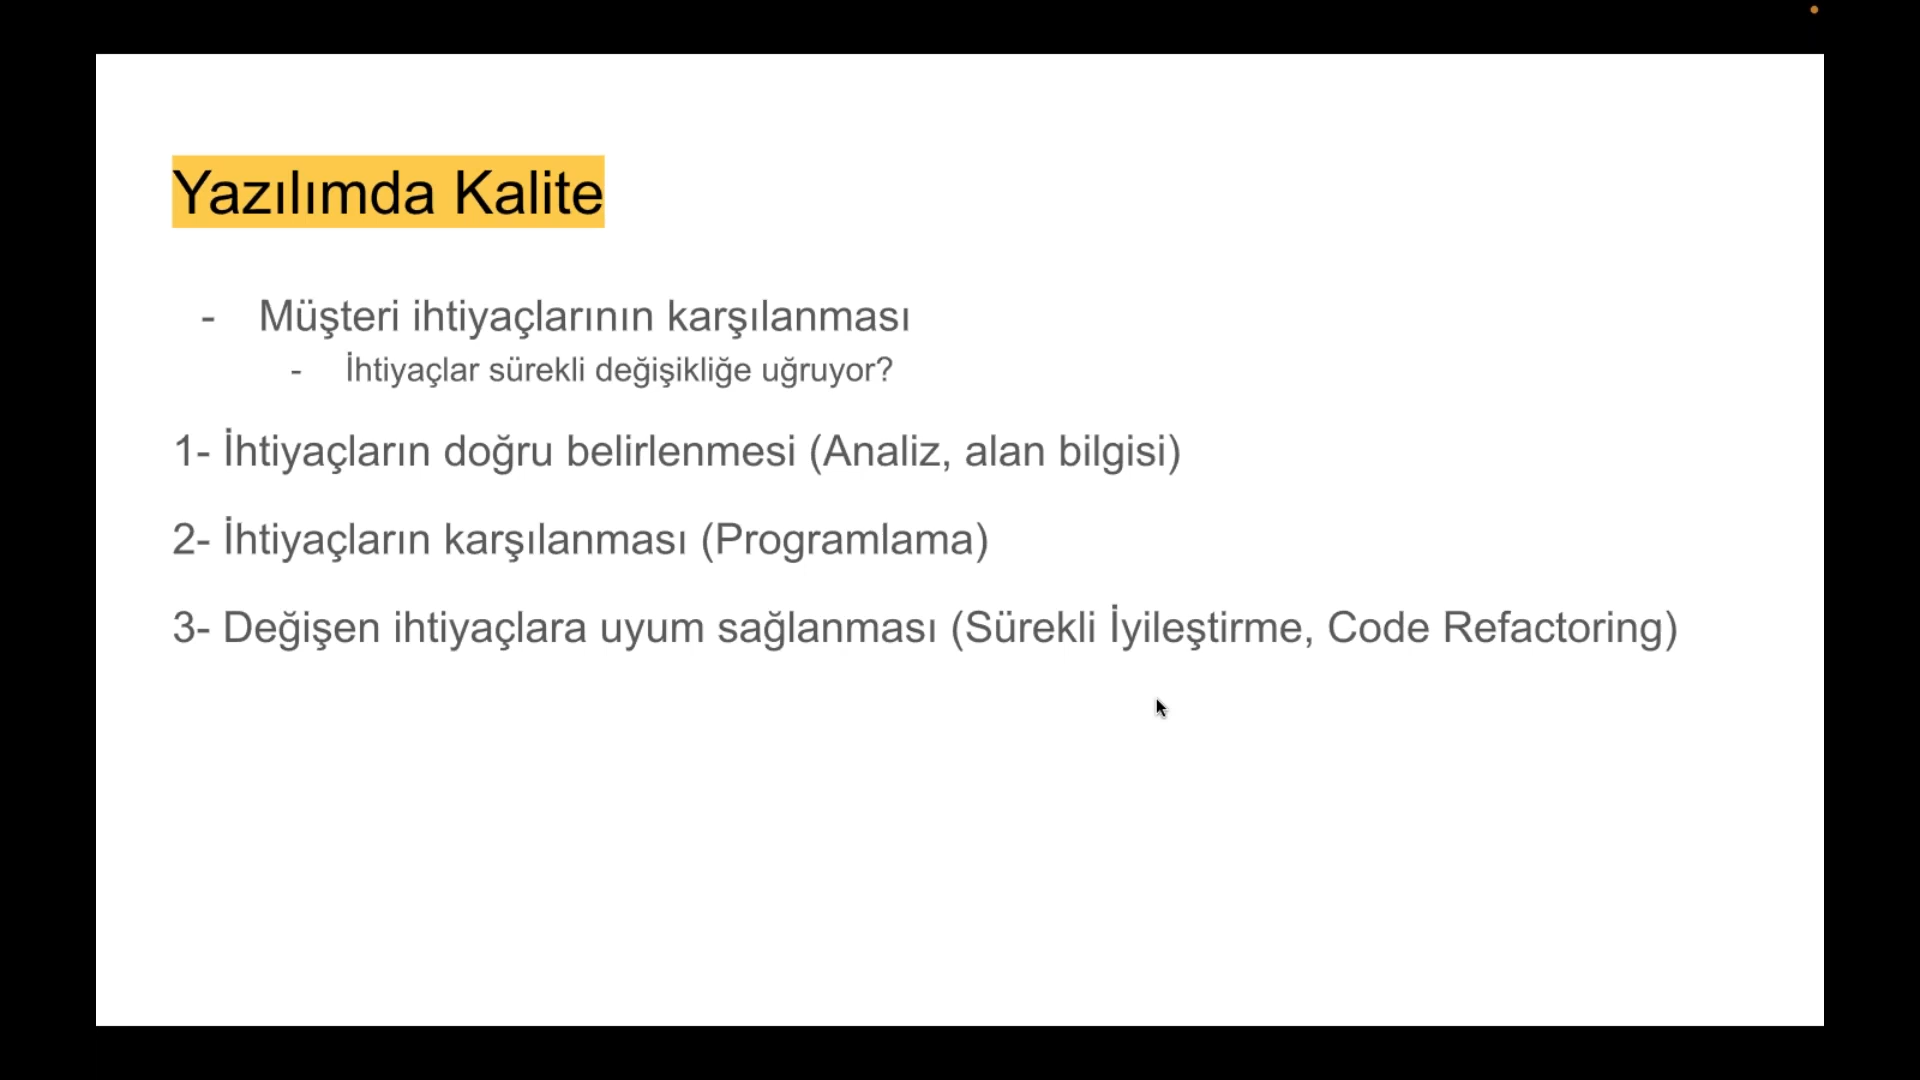 Yazılımda Kalite
- Müşteri ihtiyaçlarının karşılanması
- İhtiyaçlar sürekli değişikliğe uğruyor?
1- İhtiyaçların doğru belirlenmesi (Analiz, alan bilgisi)
2- İhtiyaçların karşılanması (Programlama)
3- Değişen ihtiyaçlara uyum sağlanması (Sürekli İyileştirme, Code Refactoring)